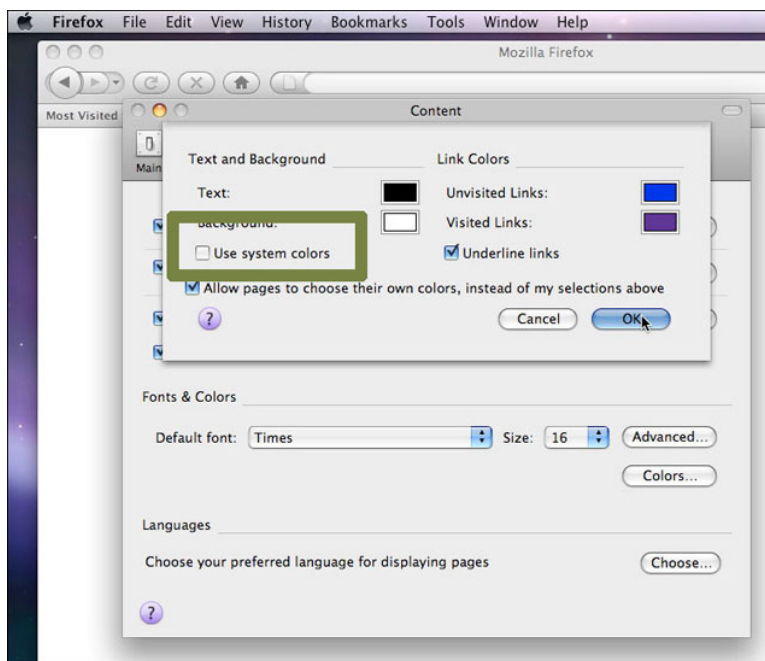 Firefox File Edit View History Bookmarks Tools Window Help
Mozilla Firefox
Most Visited
Content
Main
Text and Background
Link Colors
Text:
Unvisited Links:
Background:
Visited Links:
Use system colors
Underline links
Allow pages to choose their own colors, instead of my selections above
?
Cancel
OK
Fonts & Colors
Default font: Times Size: 16 Advanced...
Colors...
Languages
Choose your preferred language for displaying pages Choose...
?